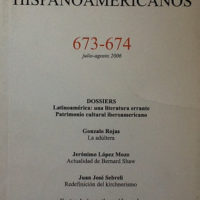 HISPANOAMERICANOS
673-674
julio-agosto 2006
DOSSIERS
Latinoamérica: una literatura errante
Patrimonio cultural iberoamericano
Gonzalo Rojas
La adúltera
Jerónimo López Mozo
Actualidad de Bernard Shaw
Juan José Sebreli
Redefinición del kirchnerismo